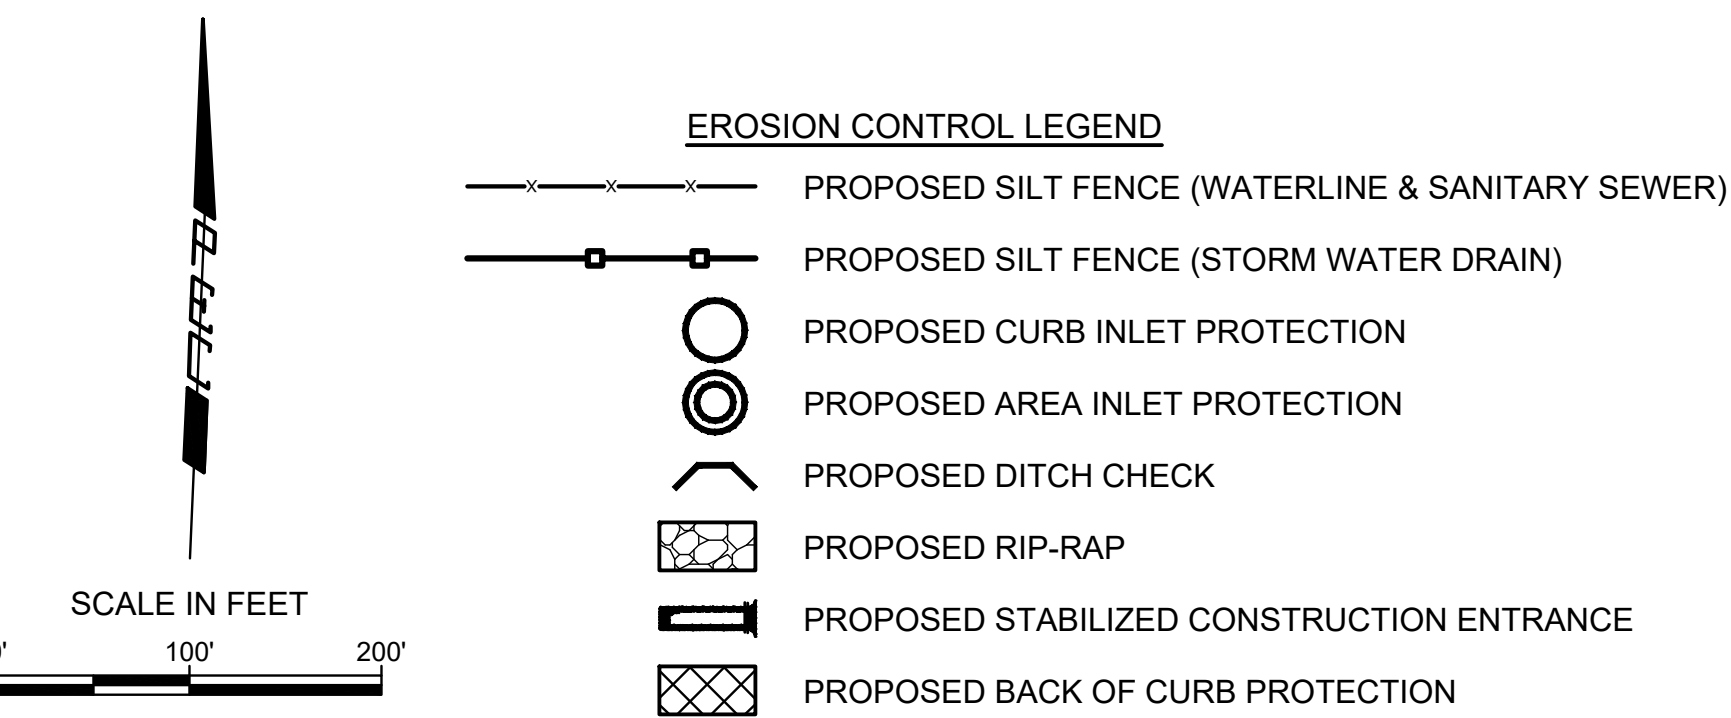 EROSION CONTROL LEGEND
x x x PROPOSED SILT FENCE (WATERLINE & SANITARY SEWER)
PROPOSED SILT FENCE (STORM WATER DRAIN)
PROPOSED CURB INLET PROTECTION
PROPOSED AREA INLET PROTECTION
PROPOSED DITCH CHECK
PROPOSED RIP-RAP
PROPOSED STABILIZED CONSTRUCTION ENTRANCE
PROPOSED BACK OF CURB PROTECTION
SCALE IN FEET
100' 200'